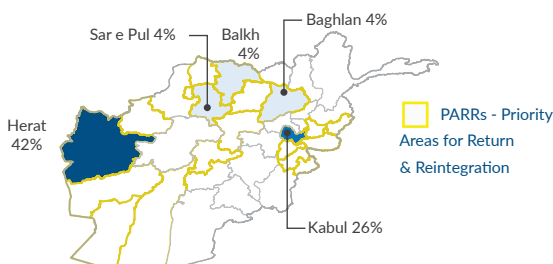 Baghlan 4%
Sar e Pul 4%
Balkh
4%
Herat
42%
PARRs - Priority
Areas for Return
& Reintegration
Kabul 26%